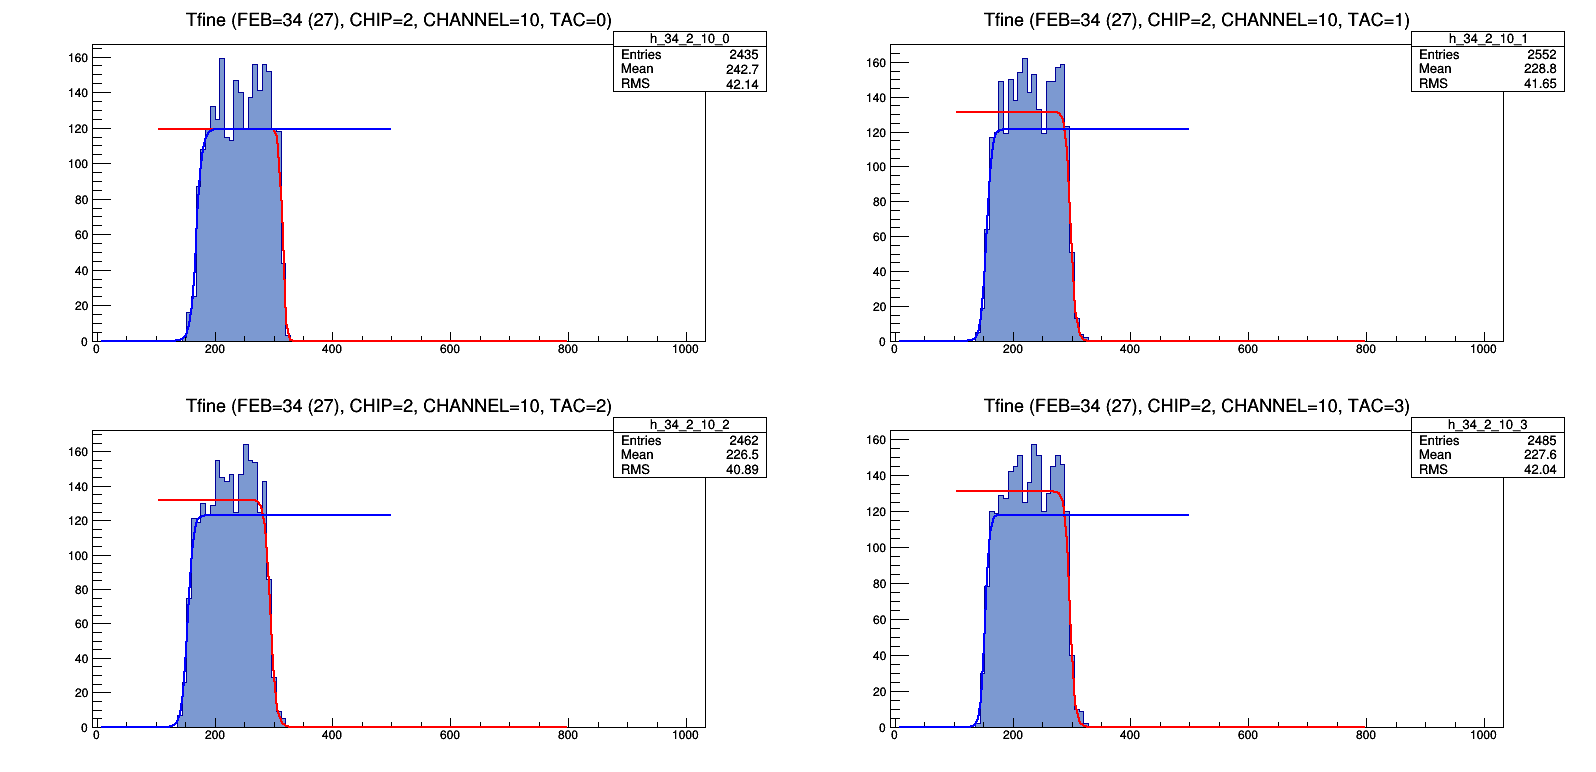 Tfine (FEB=34 (27), CHIP=2, CHANNEL=10, TAC=0)
h_34_2_10_0
Entries 2435
Mean 242.7
RMS 42.14
160
140
120
100
80
60
40
20
0
0 200 400 600 800 1000
Tfine (FEB=34 (27), CHIP=2, CHANNEL=10, TAC=1)
h_34_2_10_1
Entries 2552
Mean 228.8
RMS 41.65
160
140
120
100
80
60
40
20
0
0 200 400 600 800 1000
Tfine (FEB=34 (27), CHIP=2, CHANNEL=10, TAC=2)
h_34_2_10_2
Entries 2462
Mean 226.5
RMS 40.89
160
140
120
100
80
60
40
20
0
0 200 400 600 800 1000
Tfine (FEB=34 (27), CHIP=2, CHANNEL=10, TAC=3)
h_34_2_10_3
Entries 2485
Mean 227.6
RMS 42.04
160
140
120
100
80
60
40
20
0
0 200 400 600 800 1000